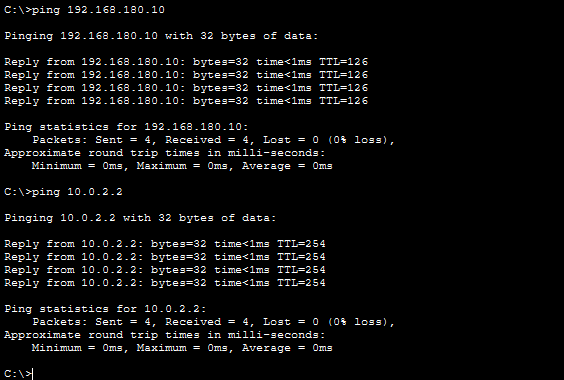 C:\>ping 192.168.180.10
Pinging 192.168.180.10 with 32 bytes of data:
Reply from 192.168.180.10: bytes=32 time<1ms TTL=126
Reply from 192.168.180.10: bytes=32 time<1ms TTL=126
Reply from 192.168.180.10: bytes=32 time<1ms TTL=126
Reply from 192.168.180.10: bytes=32 time<1ms TTL=126
Ping statistics for 192.168.180.10:
Packets: Sent = 4, Received = 4, Lost = 0 (0% loss),
Approximate round trip times in milli-seconds:
Minimum = 0ms, Maximum = 0ms, Average = 0ms
C:\>ping 10.0.2.2
Pinging 10.0.2.2 with 32 bytes of data:
Reply from 10.0.2.2: bytes=32 time<1ms TTL=254
Reply from 10.0.2.2: bytes=32 time<1ms TTL=254
Reply from 10.0.2.2: bytes=32 time<1ms TTL=254
Reply from 10.0.2.2: bytes=32 time<1ms TTL=254
Ping statistics for 10.0.2.2:
Packets: Sent = 4, Received = 4, Lost = 0 (0% loss),
Approximate round trip times in milli-seconds:
Minimum = 0ms, Maximum = 0ms, Average = 0ms
C:\>